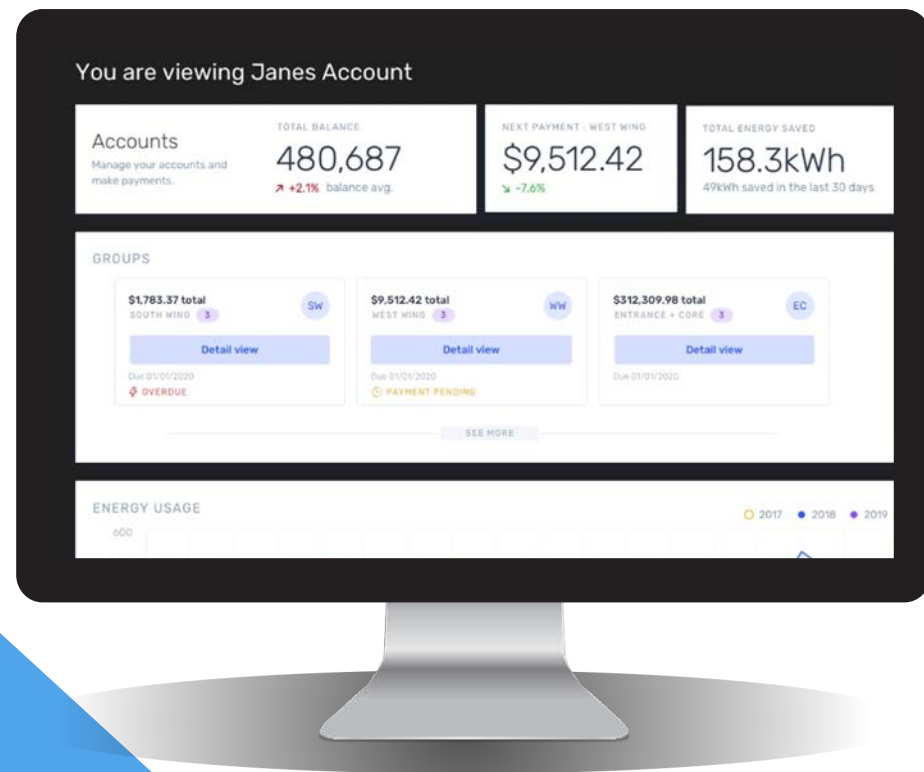 You are viewing Janes Account
Accounts
Manage your accounts and
make payments.
TOTAL BALANCE
480,687
+2.1% balance avg.
NEXT PAYMENT : WEST WING
$9,512.42
-7.6%
TOTAL ENERGY SAVED
158.3kWh
49kWh saved in the last 30 days
GROUPS
$1,783.37 total
SOUTH WING 3
SW
Detail view
Due 01/01/2020
OVERDUE
$9,512.42 total
WEST WING 3
WW
Detail view
Due 01/01/2020
PAYMENT PENDING
$312,309.98 total
ENTRANCE + CORE 3
EC
Detail view
Due 01/01/2020
SEE MORE
ENERGY USAGE
2017 2018 2019
600